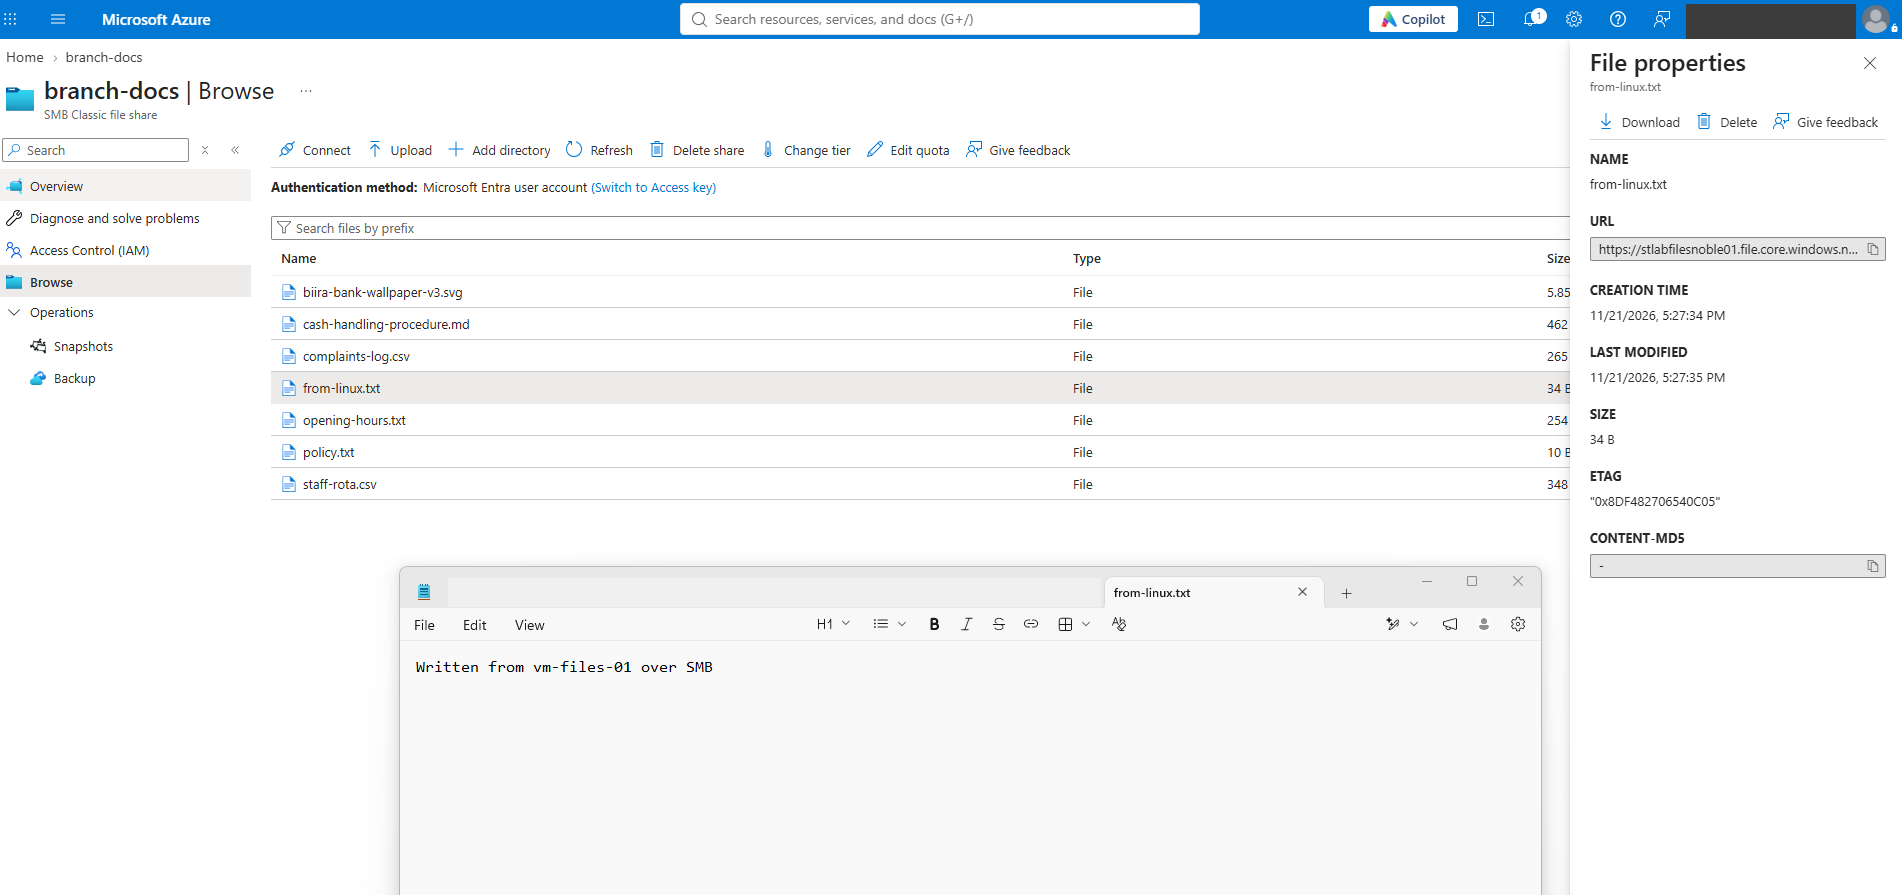 Microsoft Azure
Search resources, services, and docs (G+/)
Copilot
1
Home > branch-docs
branch-docs | Browse ...
SMB Classic file share
Search
Overview
Diagnose and solve problems
Access Control (IAM)
Browse
Operations
Snapshots
Backup
Connect Upload Add directory Refresh Delete share Change tier Edit quota Give feedback
Authentication method: Microsoft Entra user account (Switch to Access key)
Search files by prefix
Name Type Size
biira-bank-wallpaper-v3.svg File 5.85
cash-handling-procedure.md File 462
complaints-log.csv File 265
from-linux.txt File 34 B
opening-hours.txt File 254
policy.txt File 10 B
staff-rota.csv File 348
File properties
from-linux.txt
Download Delete Give feedback
NAME
from-linux.txt
URL
https://stlabfilesnoble01.file.core.windows.n...
CREATION TIME
11/21/2026, 5:27:34 PM
LAST MODIFIED
11/21/2026, 5:27:35 PM
SIZE
34 B
ETAG
"0x8DF482706540C05"
CONTENT-MD5
-
from-linux.txt
File Edit View H1 B I S
Written from vm-files-01 over SMB